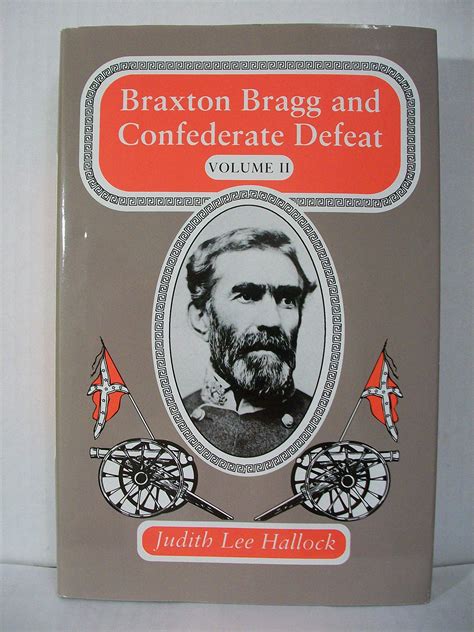 Braxton Bragg and
Confederate Defeat
VOLUME II
Judith Lee Hallock